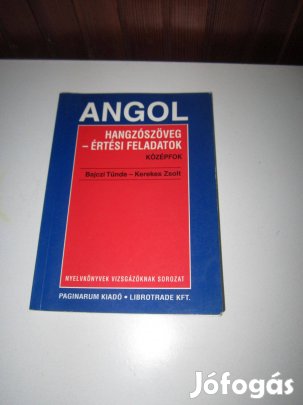 ANGOL
HANGZÓSZÖVEG
– ÉRTÉSI FELADATOK
KÖZÉPFOK
Bajczi Tünde – Kerekes Zsolt
NYELVKÖNYVEK VIZSGÁZÓKNAK SOROZAT
PAGINARUM KIADÓ • LIBROTRADE KFT.
Jófogás